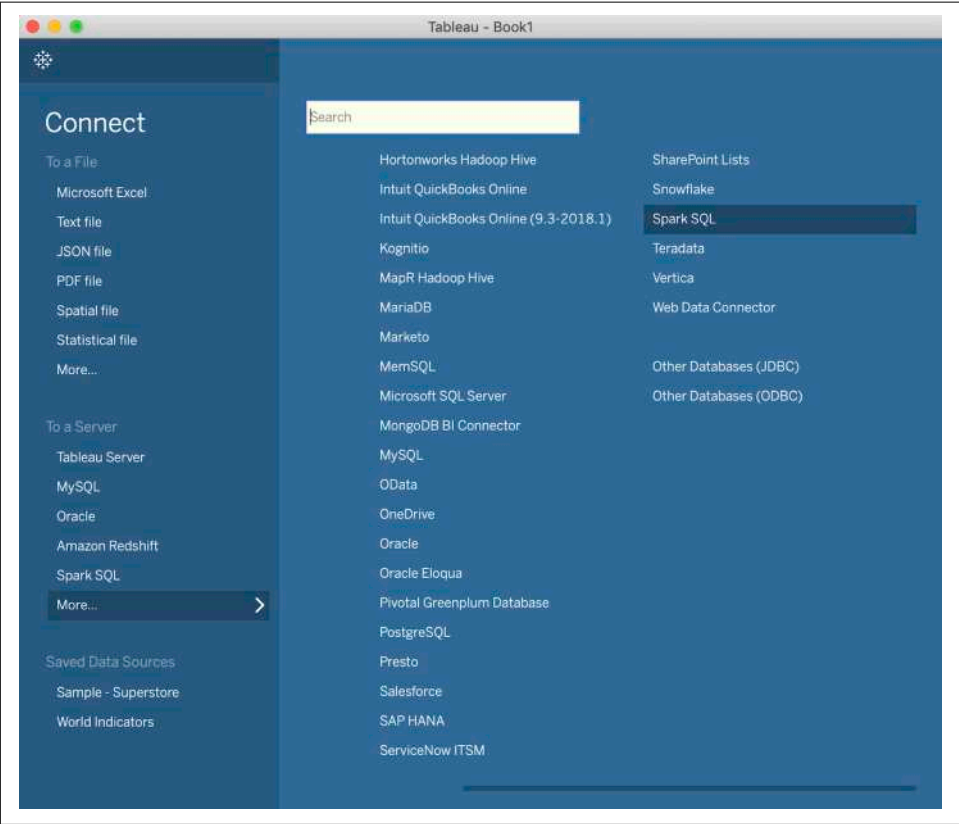 Tableau - Book1
Connect
To a File
Microsoft Excel
Text file
JSON file
PDF file
Spatial file
Statistical file
More...
To a Server
Tableau Server
MySQL
Oracle
Amazon Redshift
Spark SQL
More...
Saved Data Sources
Sample - Superstore
World Indicators
Search
Hortonworks Hadoop Hive
Intuit QuickBooks Online
Intuit QuickBooks Online (9.3-2018.1)
Kognitio
MapR Hadoop Hive
MariaDB
Marketo
MemSQL
Microsoft SQL Server
MongoDB BI Connector
MySQL
OData
OneDrive
Oracle
Oracle Eloqua
Pivotal Greenplum Database
PostgreSQL
Presto
Salesforce
SAP HANA
ServiceNow ITSM
SharePoint Lists
Snowflake
Spark SQL
Teradata
Vertica
Web Data Connector
Other Databases (JDBC)
Other Databases (ODBC)